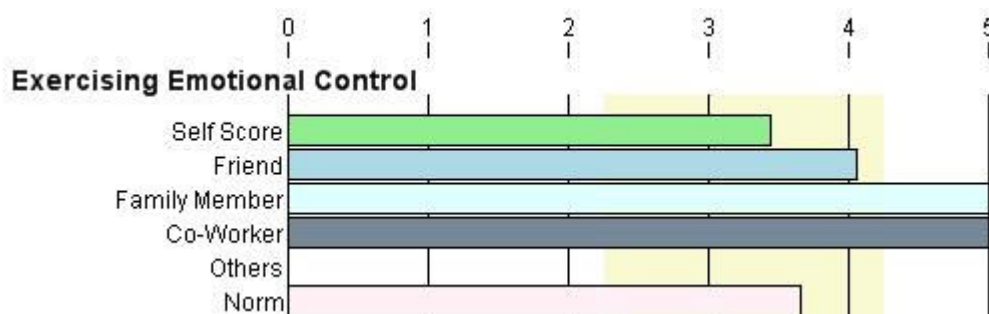 0 1 2 3 4 5
Exercising Emotional Control
Self Score
Friend
Family Member
Co-Worker
Others
Norm